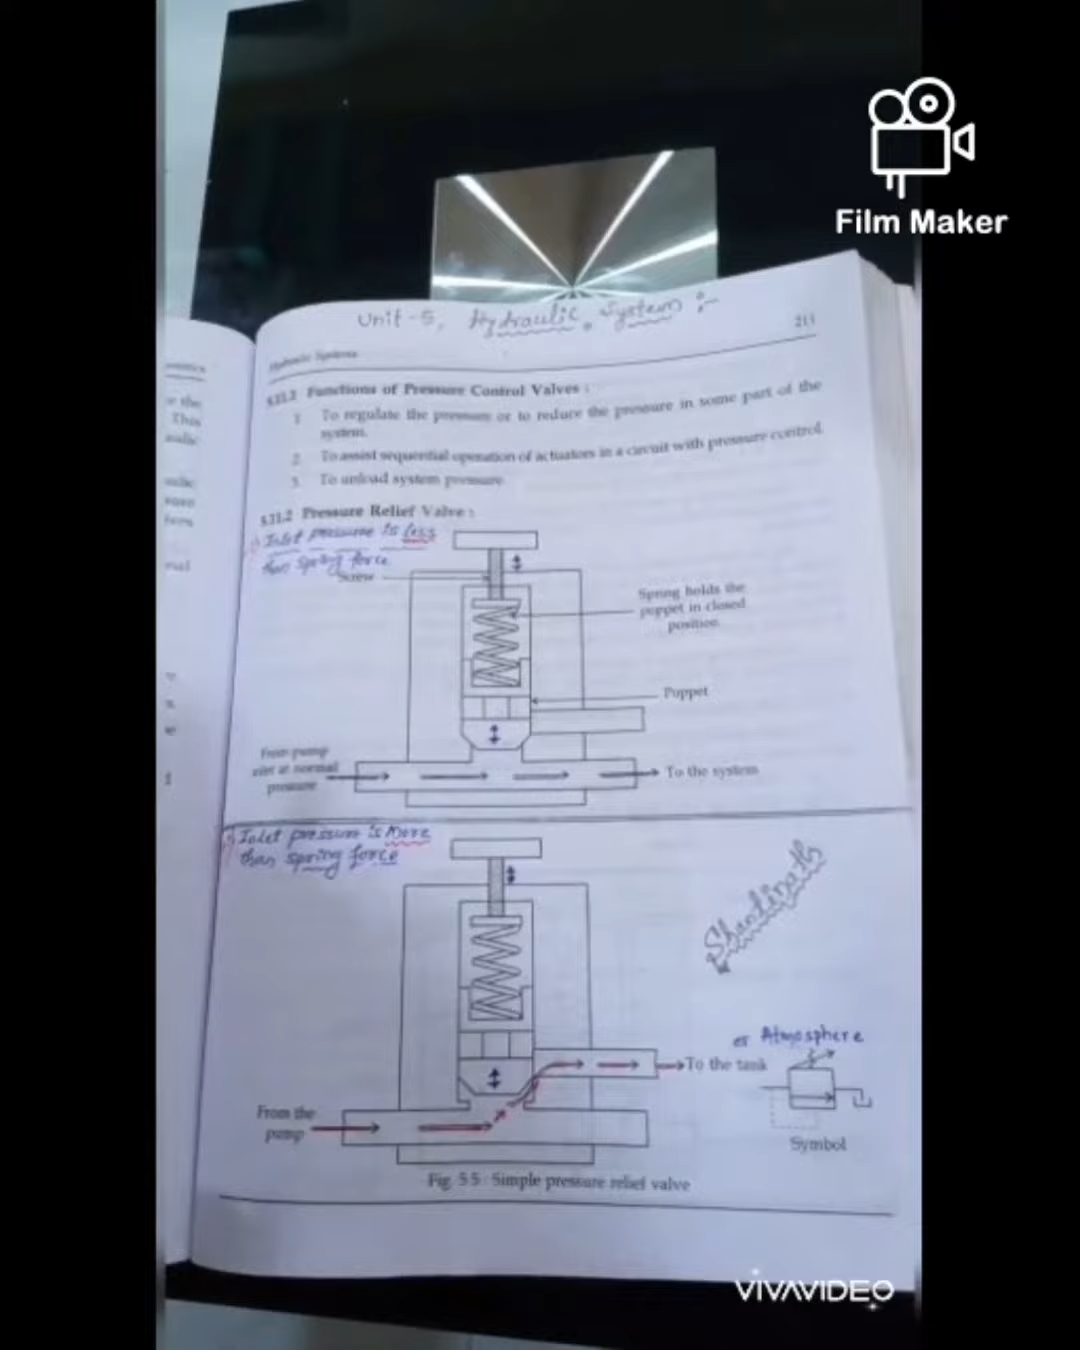 Film Maker
Unit-5, Hydraulic System :-
211
Hydraulic Systems
5.11.1 Functions of Pressure Control Valves :
1. To regulate the pressure or to reduce the pressure in some part of the
system.
2. To assist sequential operation of actuators in a circuit with pressure control.
3. To unload system pressure.
5.11.2 Pressure Relief Valve :
Inlet pressure is less
than spring force
Screw
Spring holds the
poppet in closed
position.
Poppet
From pump
inlet at normal
pressure
To the system
Inlet pressure is More
than spring force
Shantinath
or Atmosphere
To the tank
From the
pump
Symbol
Fig. 5.5 : Simple pressure relief valve
VIVAVIDEO